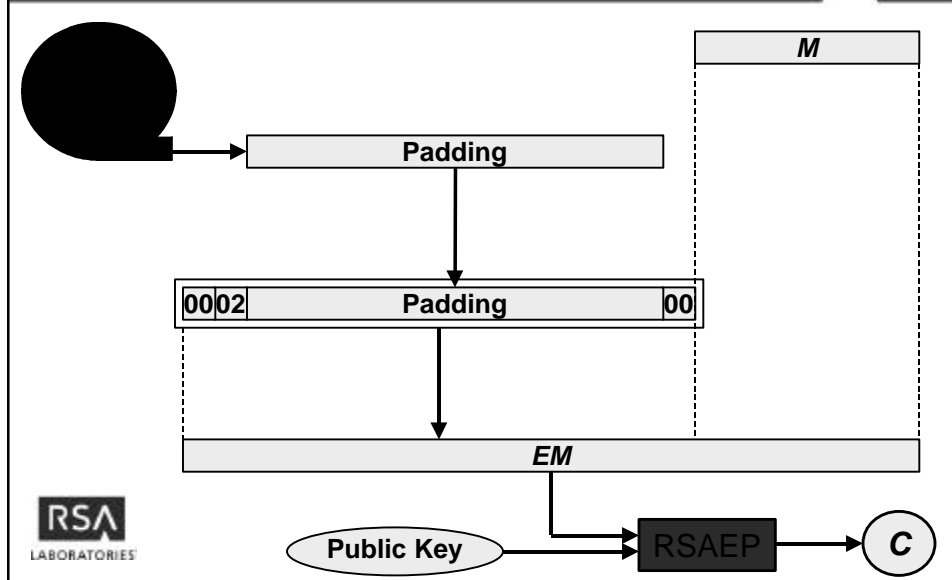 M
Padding
00 02 Padding 00
EM
RSA
LABORATORIES
Public Key
RSAEP
C